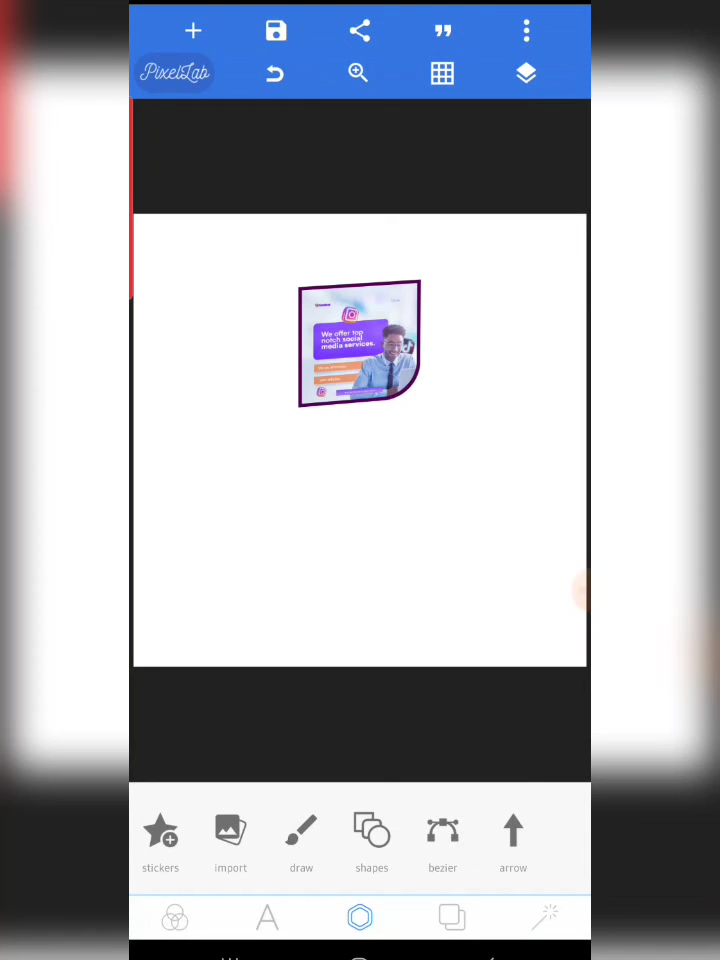 PixelLab
We offer top
notch social
media services.
stickers
import
draw
shapes
bezier
arrow